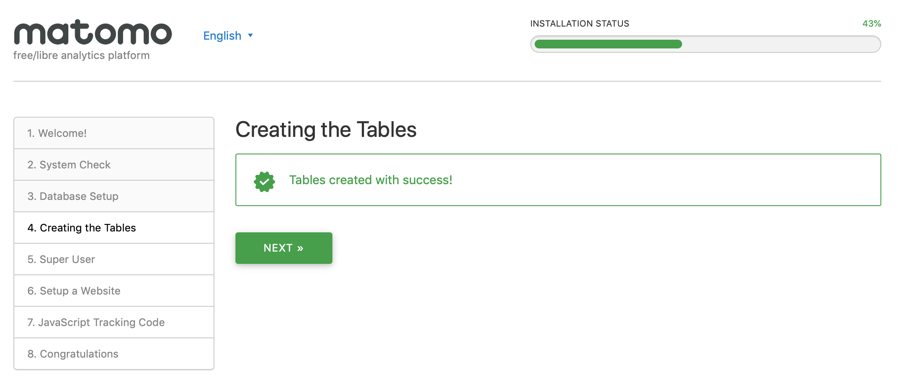 matomo
free/libre analytics platform
English
INSTALLATION STATUS 43%
1. Welcome!
2. System Check
3. Database Setup
4. Creating the Tables
5. Super User
6. Setup a Website
7. JavaScript Tracking Code
8. Congratulations
Creating the Tables
Tables created with success!
NEXT »